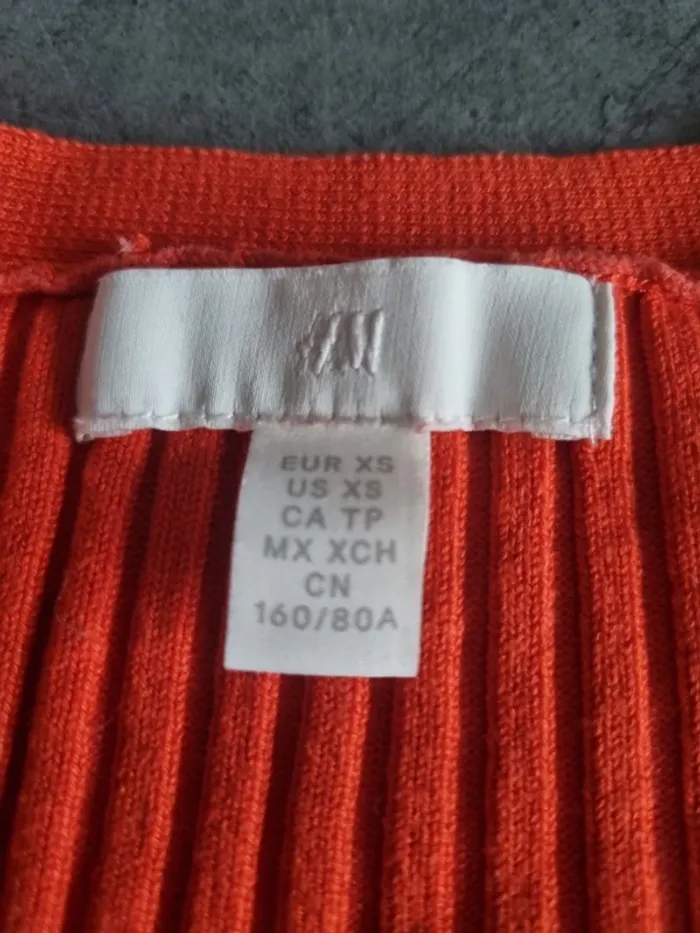 H&M
EUR XS
US XS
CA TP
MX XCH
CN
160/80A